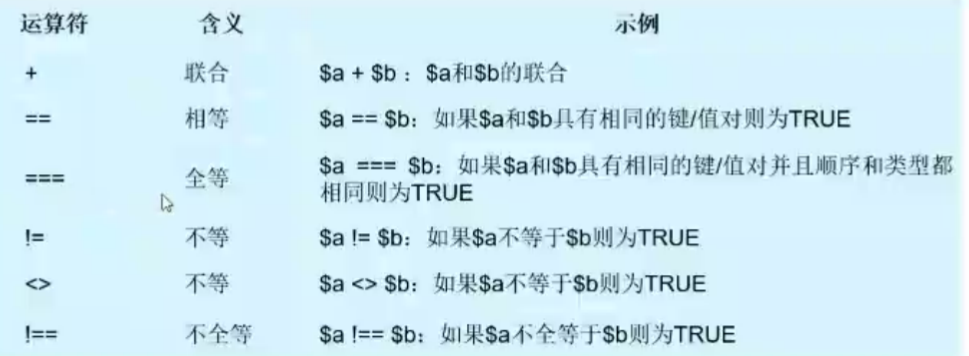 运算符 含义 示例
+ 联合 $a + $b：$a和$b的联合
== 相等 $a == $b：如果$a和$b具有相同的键/值对则为TRUE
=== 全等 $a === $b：如果$a和$b具有相同的键/值对并且顺序和类型都
相同则为TRUE
!= 不等 $a != $b：如果$a不等于$b则为TRUE
<> 不等 $a <> $b：如果$a不等于$b则为TRUE
!== 不全等 $a !== $b：如果$a不全等于$b则为TRUE